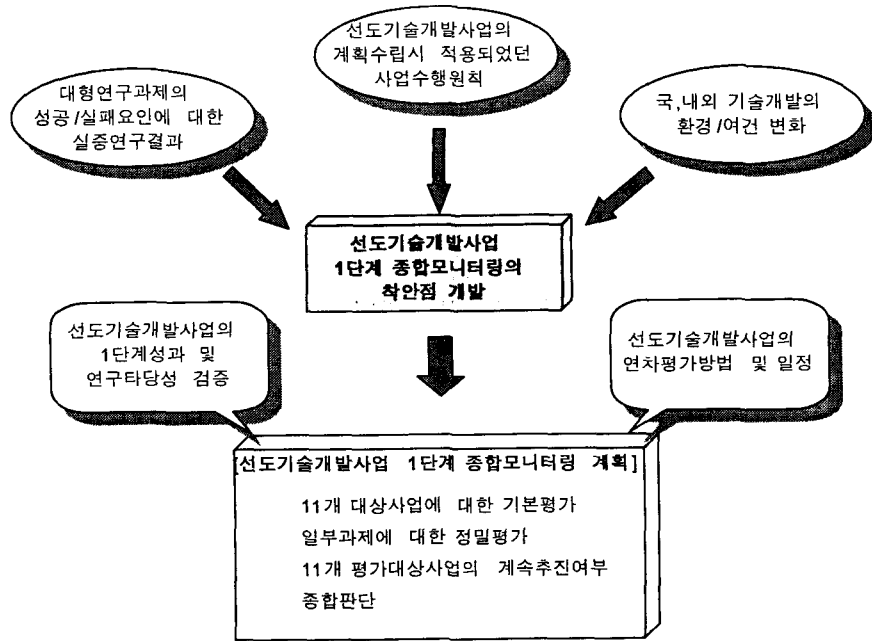 선도기술개발사업의
계획수립시 적용되었던
사업수행원칙
대형연구과제의
성공/실패요인에 대한
실증연구결과
국,내외 기술개발의
환경/여건 변화
선도기술개발사업
1단계 종합모니터링의
착안점 개발
선도기술개발사업의
1단계성과 및
연구타당성 검증
선도기술개발사업의
연차평가방법 및 일정
[선도기술개발사업 1단계 종합모니터링 계획]
11개 대상사업에 대한 기본평가
일부과제에 대한 정밀평가
11개 평가대상사업의 계속추진여부
종합판단